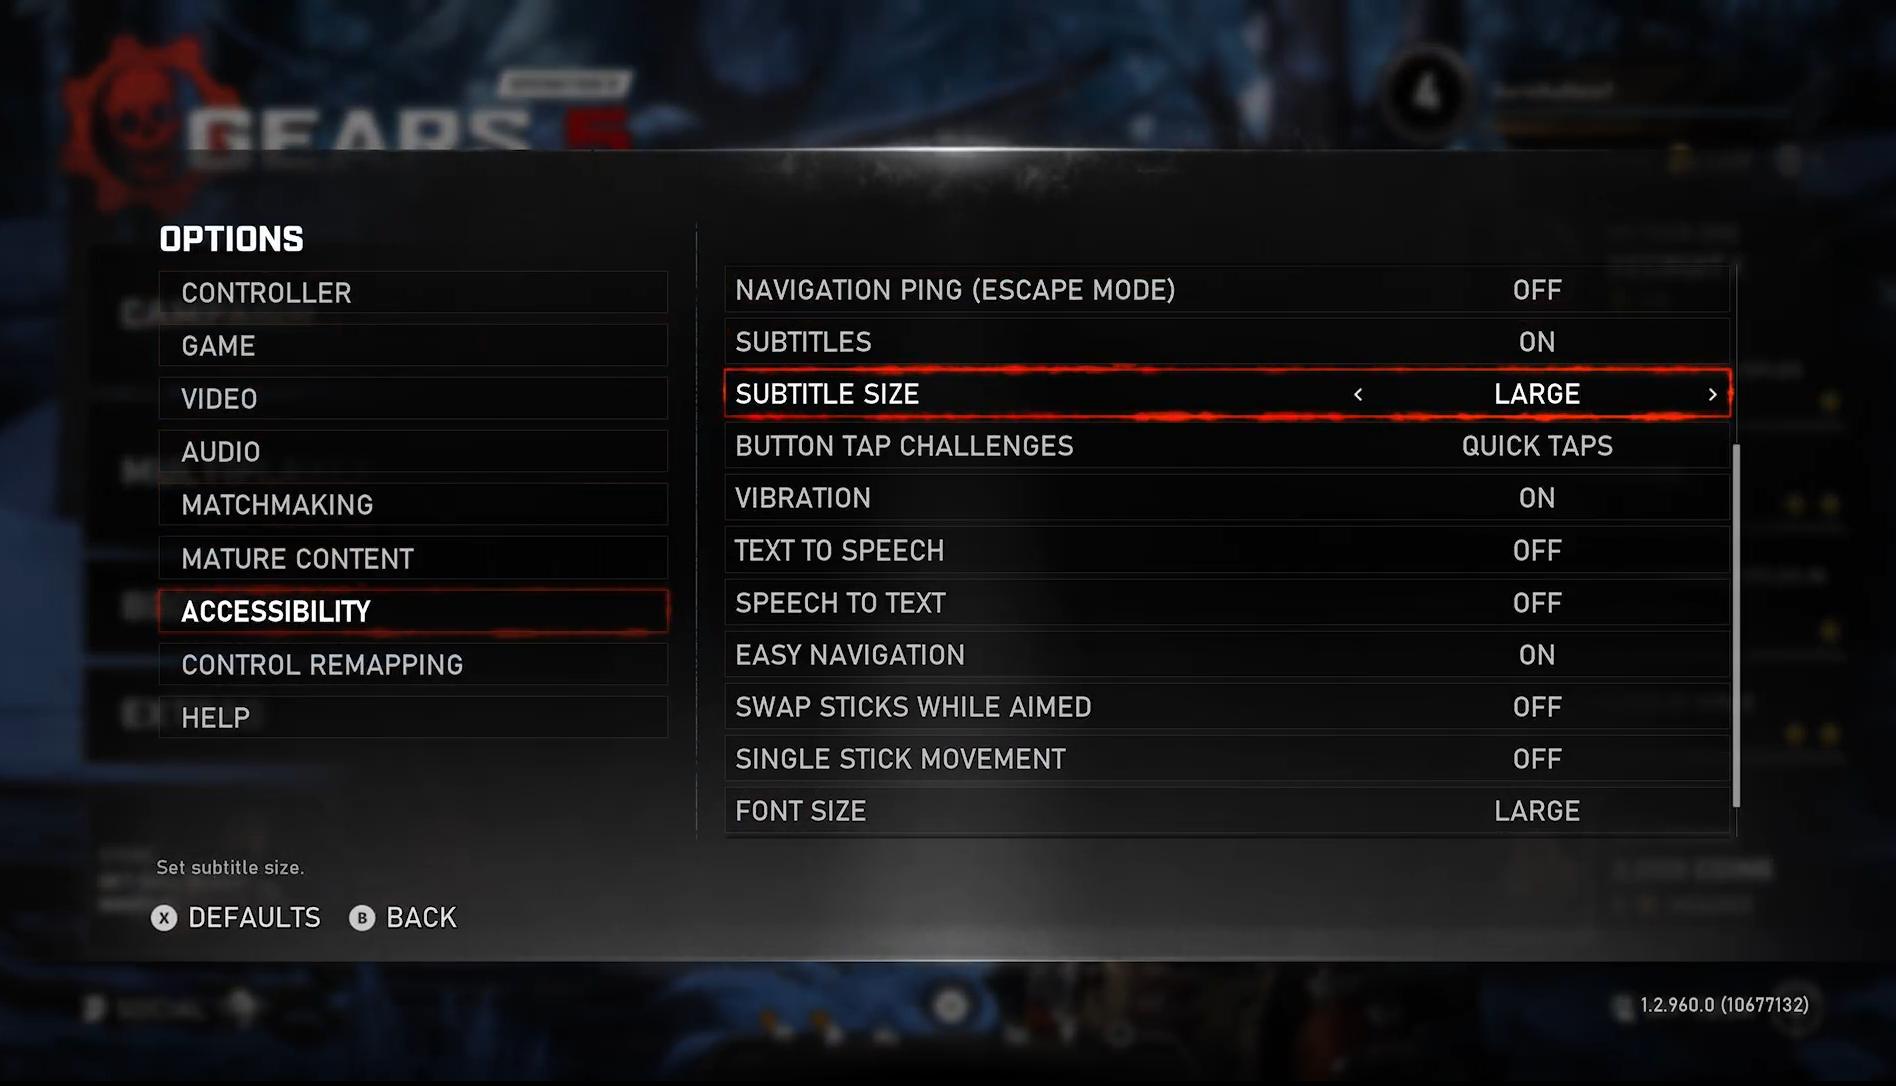 GEARS 5
4
OPTIONS
CONTROLLER
GAME
VIDEO
AUDIO
MATCHMAKING
MATURE CONTENT
ACCESSIBILITY
CONTROL REMAPPING
HELP
NAVIGATION PING (ESCAPE MODE) OFF
SUBTITLES ON
SUBTITLE SIZE < LARGE >
BUTTON TAP CHALLENGES QUICK TAPS
VIBRATION ON
TEXT TO SPEECH OFF
SPEECH TO TEXT OFF
EASY NAVIGATION ON
SWAP STICKS WHILE AIMED OFF
SINGLE STICK MOVEMENT OFF
FONT SIZE LARGE
Set subtitle size.
X DEFAULTS B BACK
SOCIAL
1.2.960.0 (10677132)